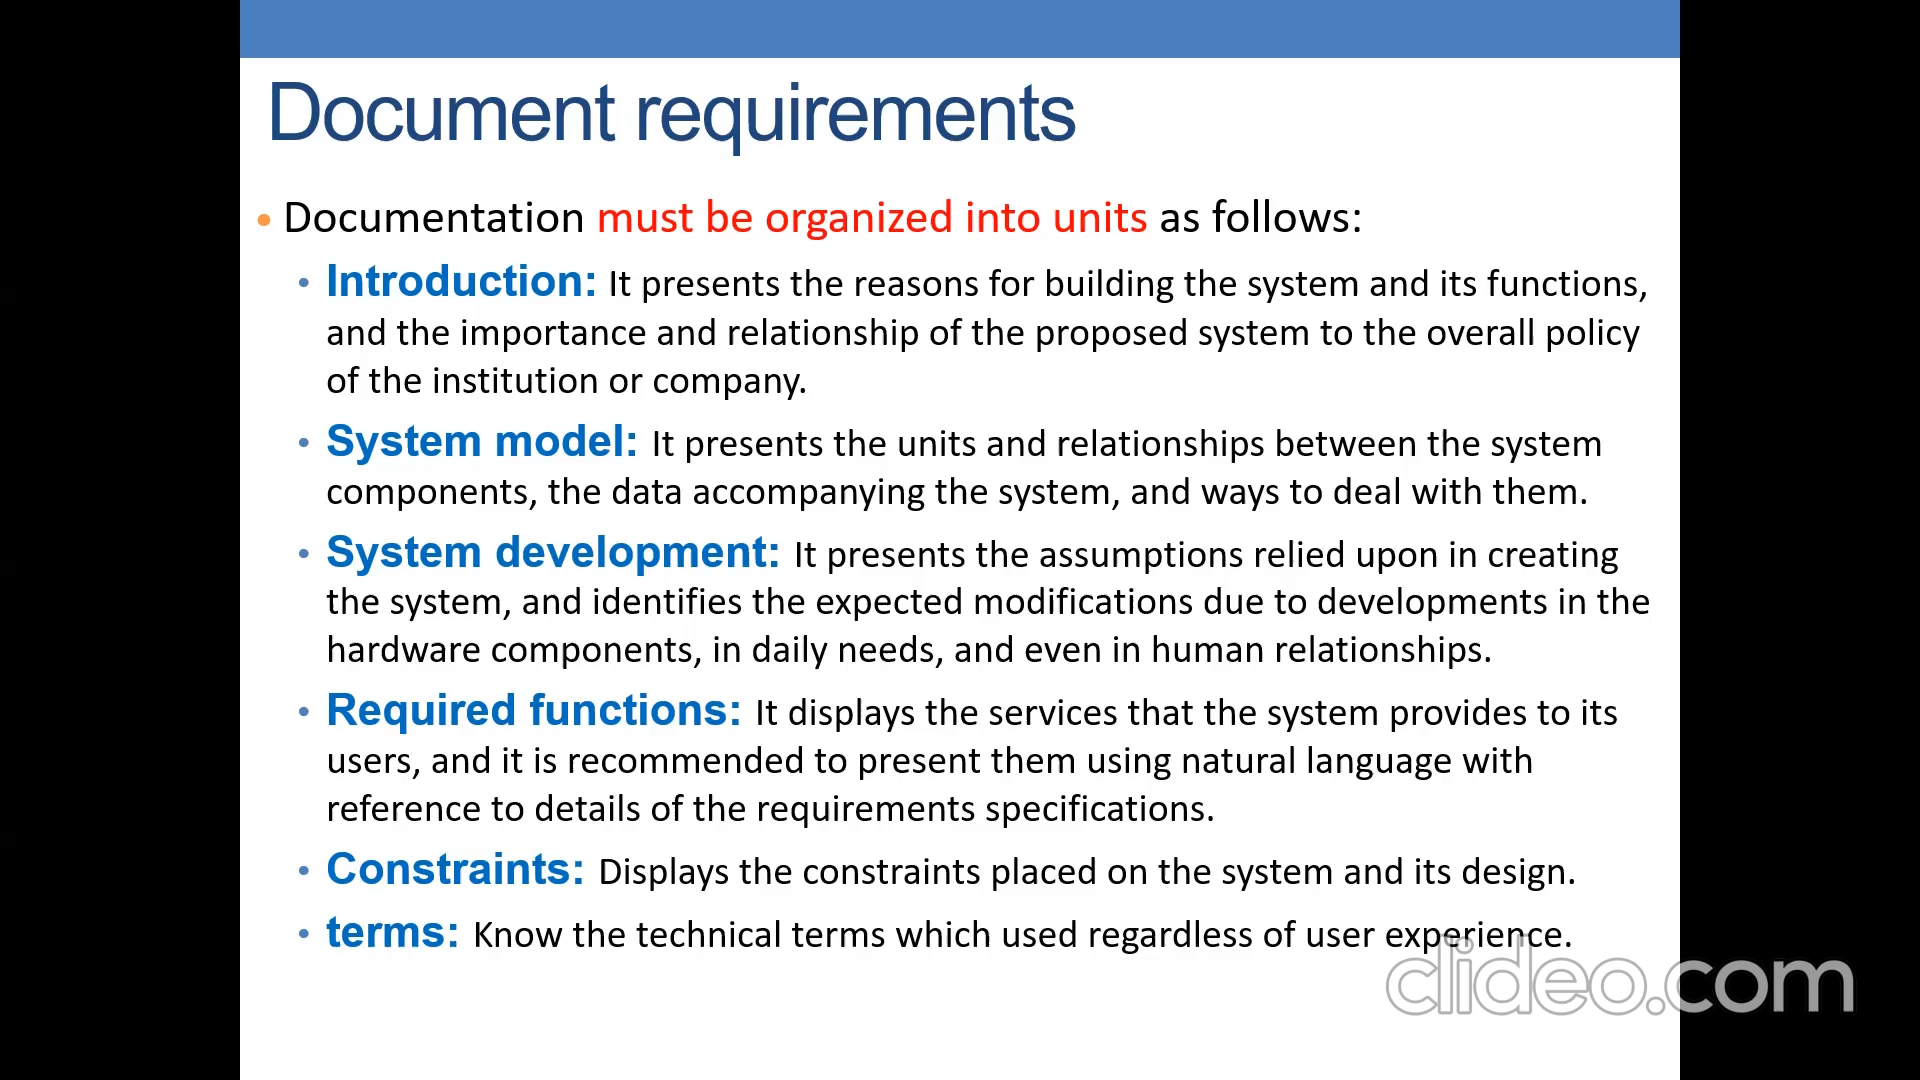 Document requirements
• Documentation must be organized into units as follows:
• Introduction: It presents the reasons for building the system and its functions,
and the importance and relationship of the proposed system to the overall policy
of the institution or company.
• System model: It presents the units and relationships between the system
components, the data accompanying the system, and ways to deal with them.
• System development: It presents the assumptions relied upon in creating
the system, and identifies the expected modifications due to developments in the
hardware components, in daily needs, and even in human relationships.
• Required functions: It displays the services that the system provides to its
users, and it is recommended to present them using natural language with
reference to details of the requirements specifications.
• Constraints: Displays the constraints placed on the system and its design.
• terms: Know the technical terms which used regardless of user experience.
clideo.com